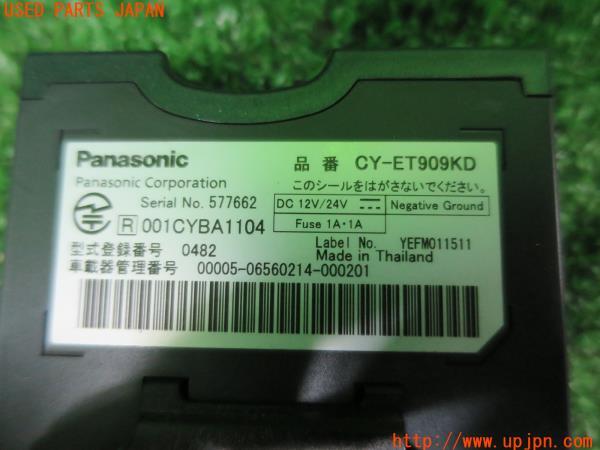 USED PARTS JAPAN
Panasonic
品 番 CY-ET909KD
Panasonic Corporation
このシールをはがさないでください。
Serial No. 577662
DC 12V/24V
Negative Ground
R 001CYBA1104
Fuse 1A・1A
型式登録番号 0482
Label No. YEFM011511
Made in Thailand
車載器管理番号 00005-06560214-000201
http://www.upjpn.com/